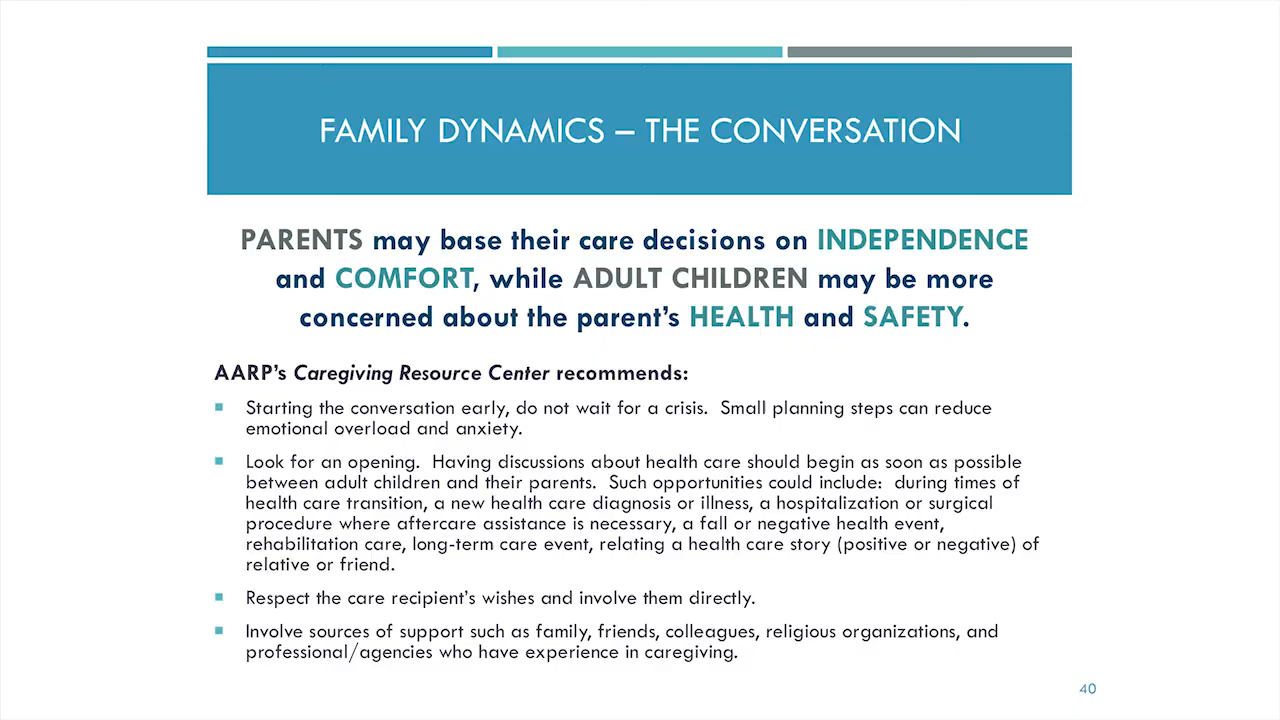 FAMILY DYNAMICS – THE CONVERSATION
PARENTS may base their care decisions on INDEPENDENCE
and COMFORT, while ADULT CHILDREN may be more
concerned about the parent’s HEALTH and SAFETY.
AARP’s Caregiving Resource Center recommends:
Starting the conversation early, do not wait for a crisis.  Small planning steps can reduce
emotional overload and anxiety.
Look for an opening.  Having discussions about health care should begin as soon as possible
between adult children and their parents.  Such opportunities could include:  during times of
health care transition, a new health care diagnosis or illness, a hospitalization or surgical
procedure where aftercare assistance is necessary, a fall or negative health event,
rehabilitation care, long-term care event, relating a health care story (positive or negative) of
relative or friend.
Respect the care recipient’s wishes and involve them directly.
Involve sources of support such as family, friends, colleagues, religious organizations, and
professional/agencies who have experience in caregiving.
40